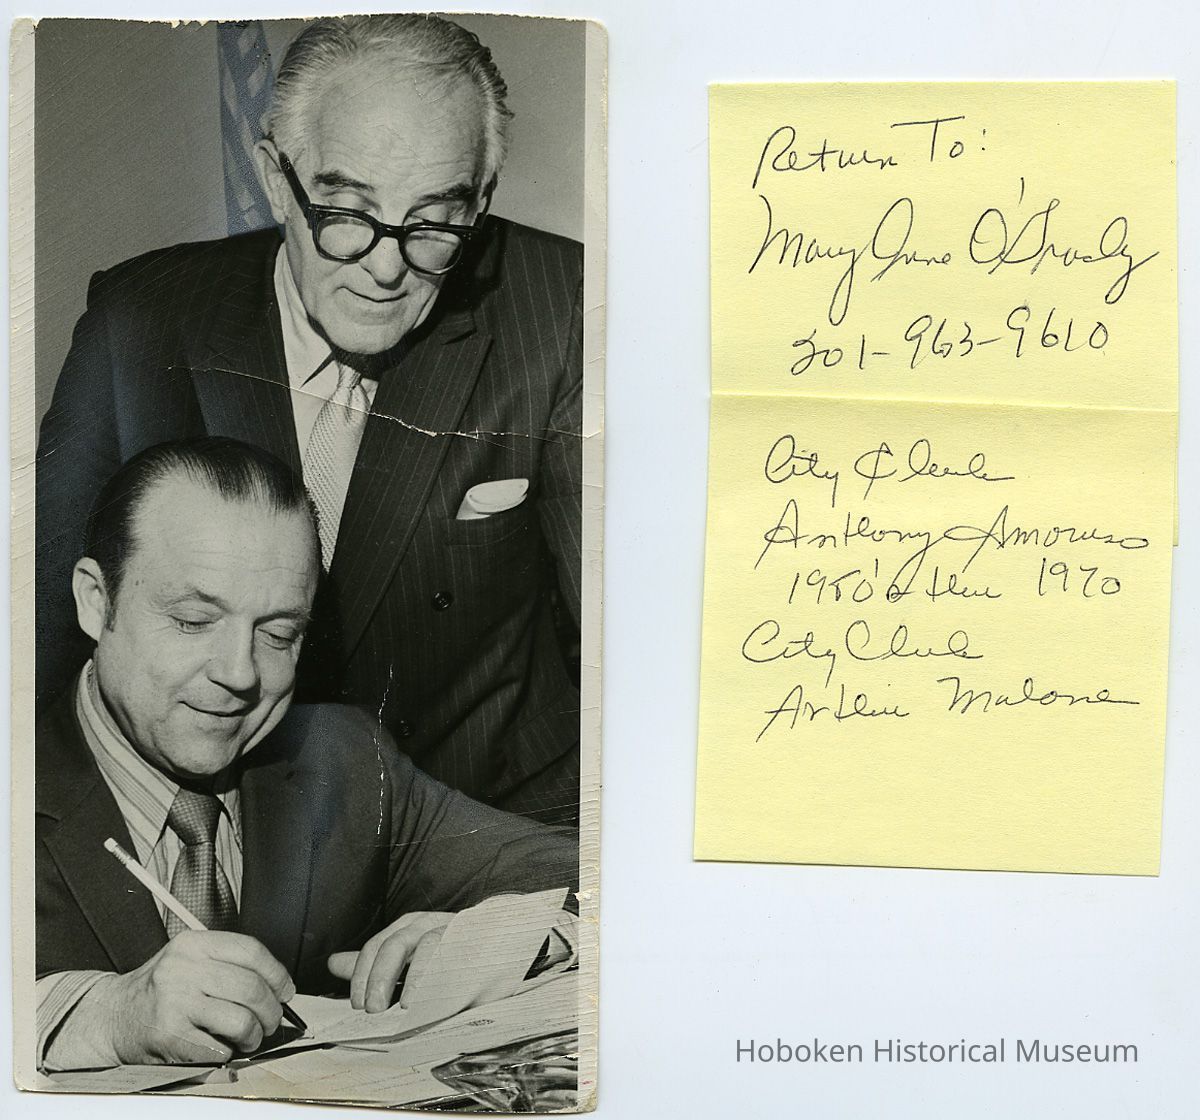 Return To:
Mary Jane O'Grady
201-963-9610
City Clerk
Anthony Amoruso
1950's thru 1970
City Clerk
Arthur Malone
Hoboken Historical Museum